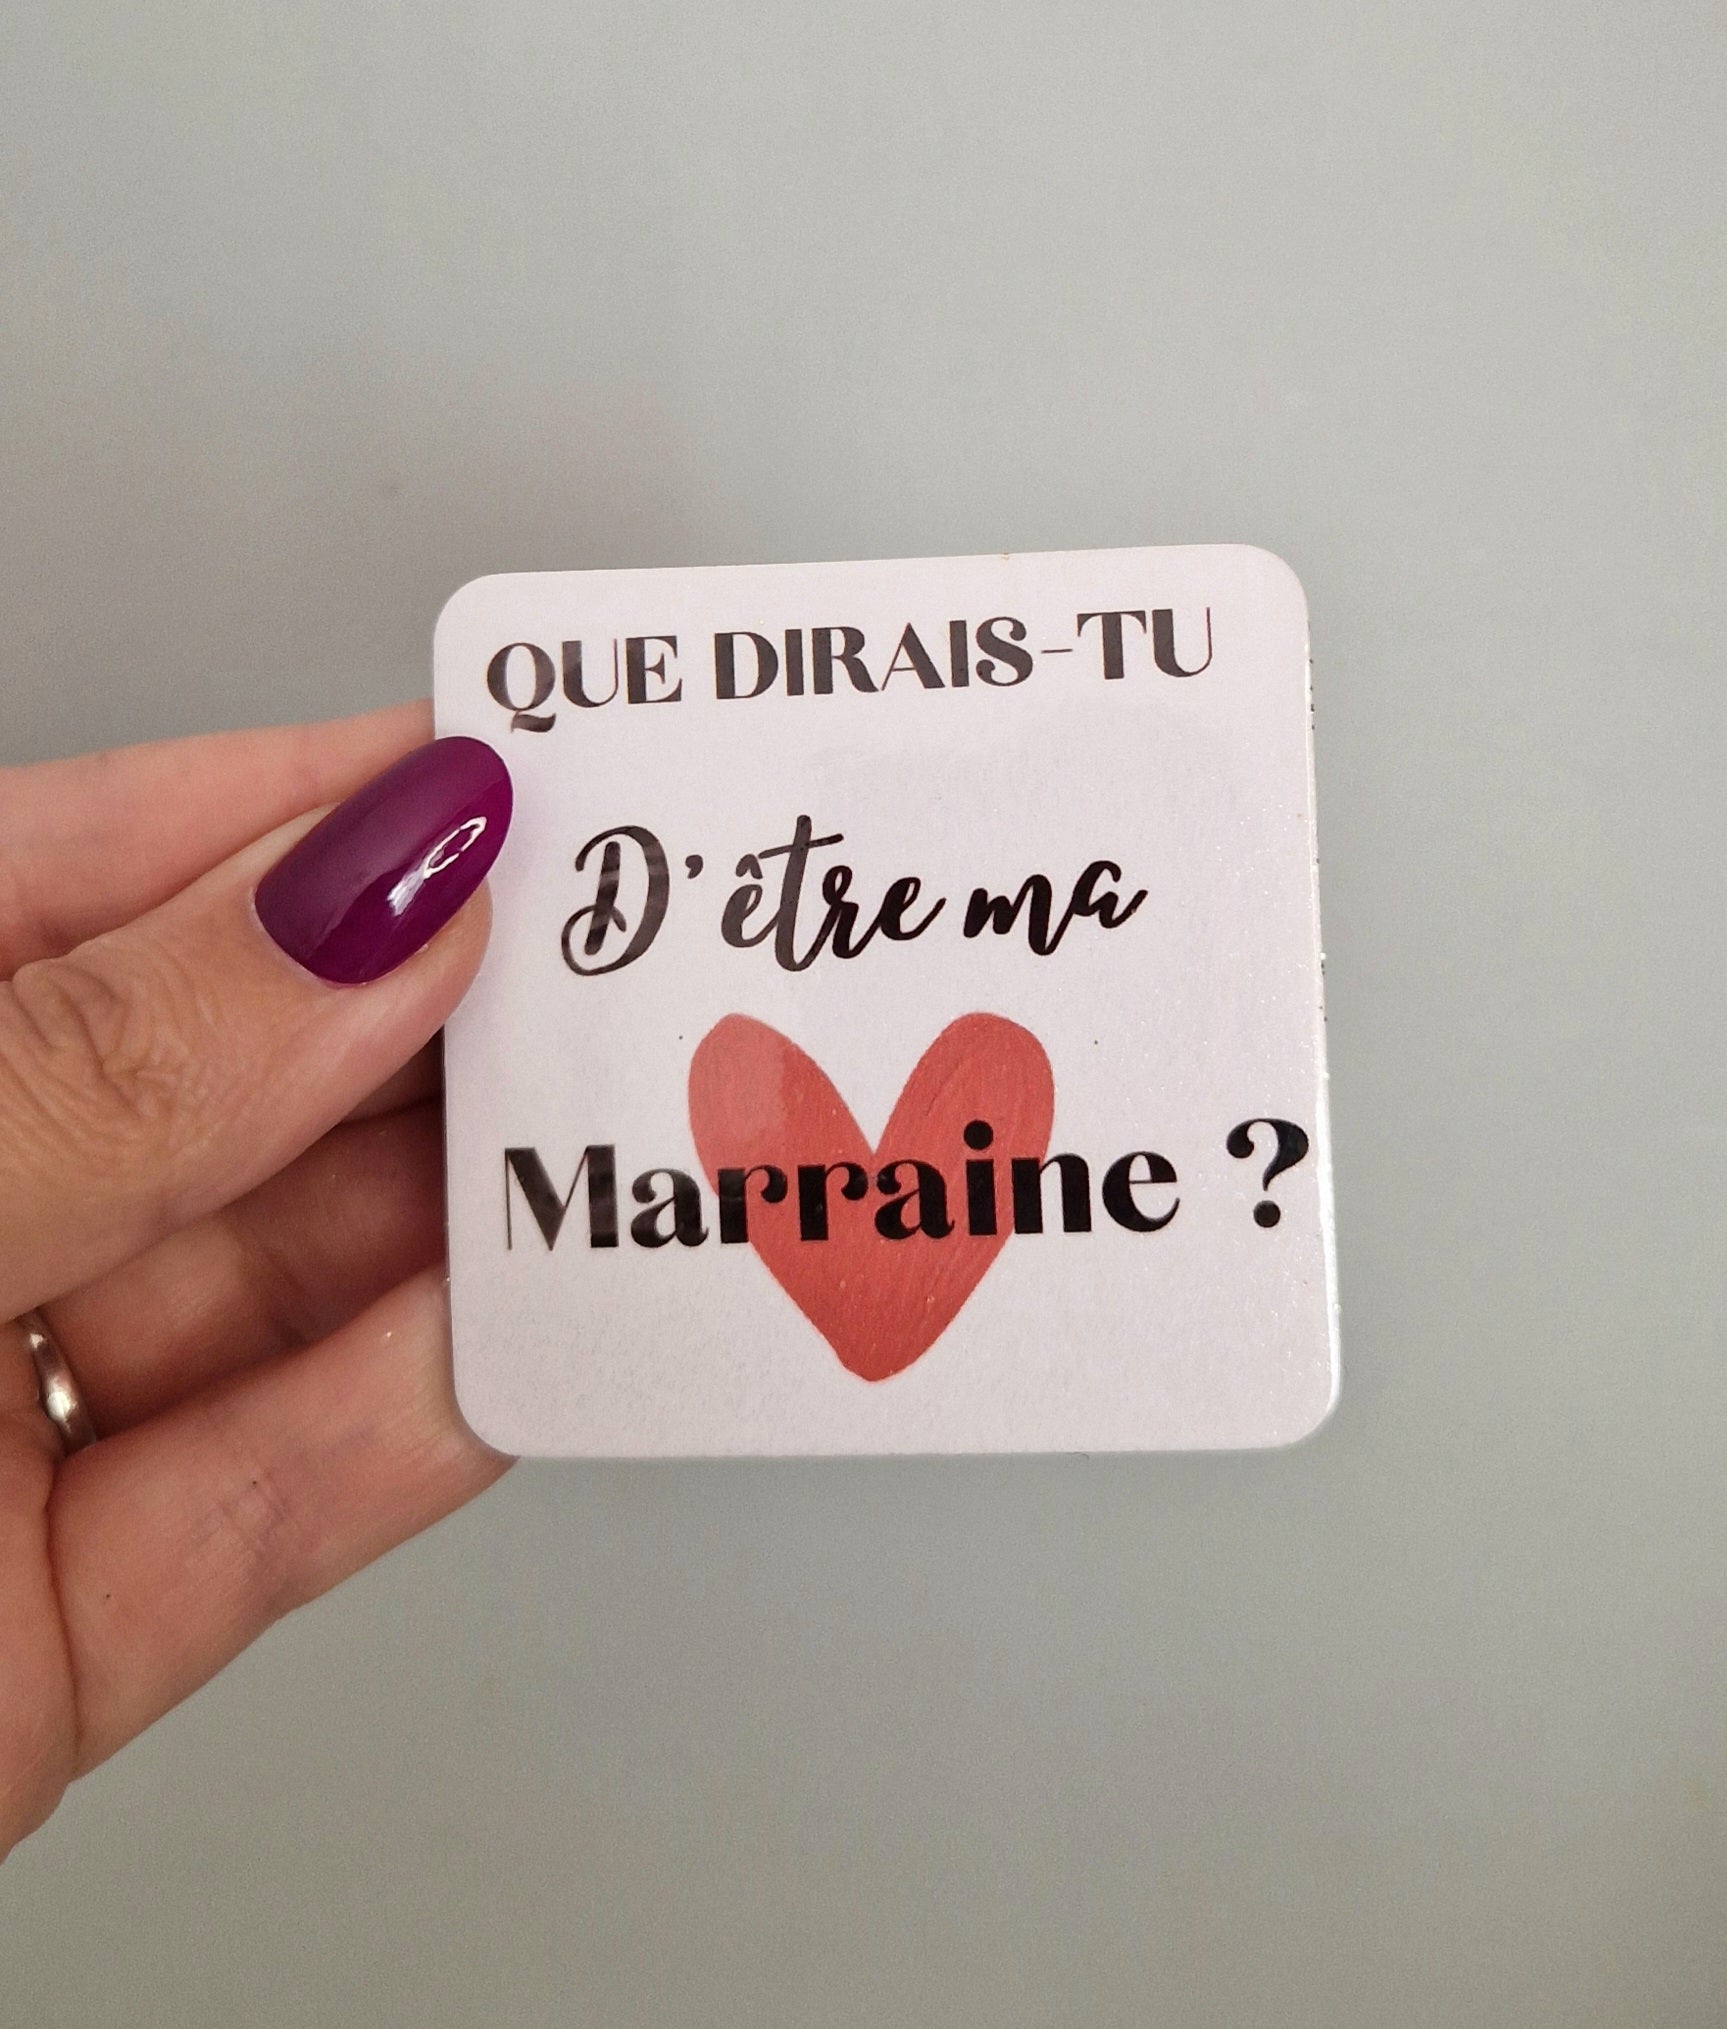 QUE DIRAIS-TU
D'être ma
Marraine ?